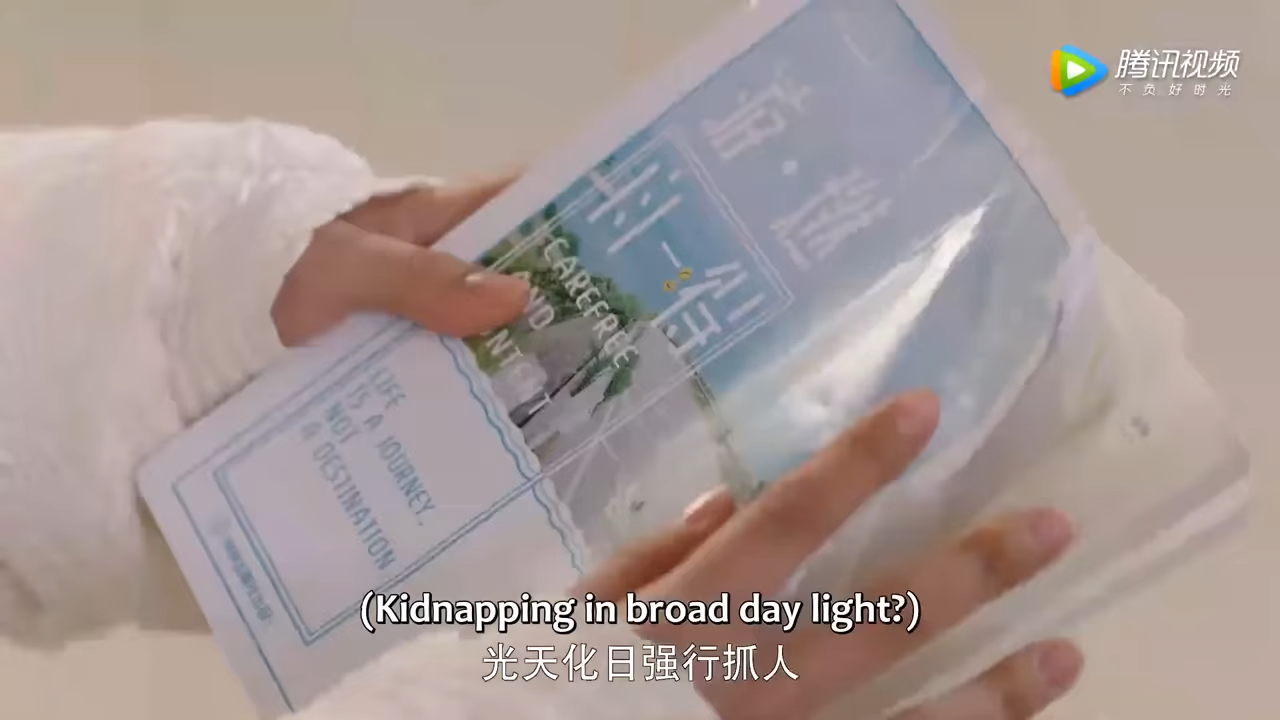 腾讯视频
不负好时光
CAREFREE
AND
LIFE
IS A JOURNEY,
NOT
A DESTINATION
(Kidnapping in broad day light?)
光天化日强行抓人